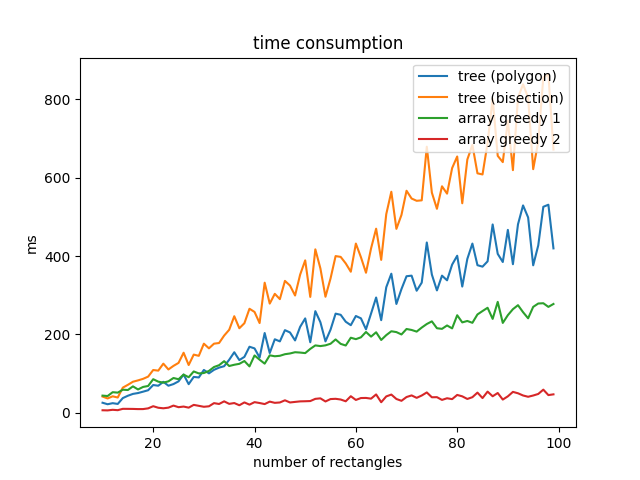 time consumption
tree (polygon)
tree (bisection)
array greedy 1
array greedy 2
800
600
400
200
0
ms
20 40 60 80 100
number of rectangles